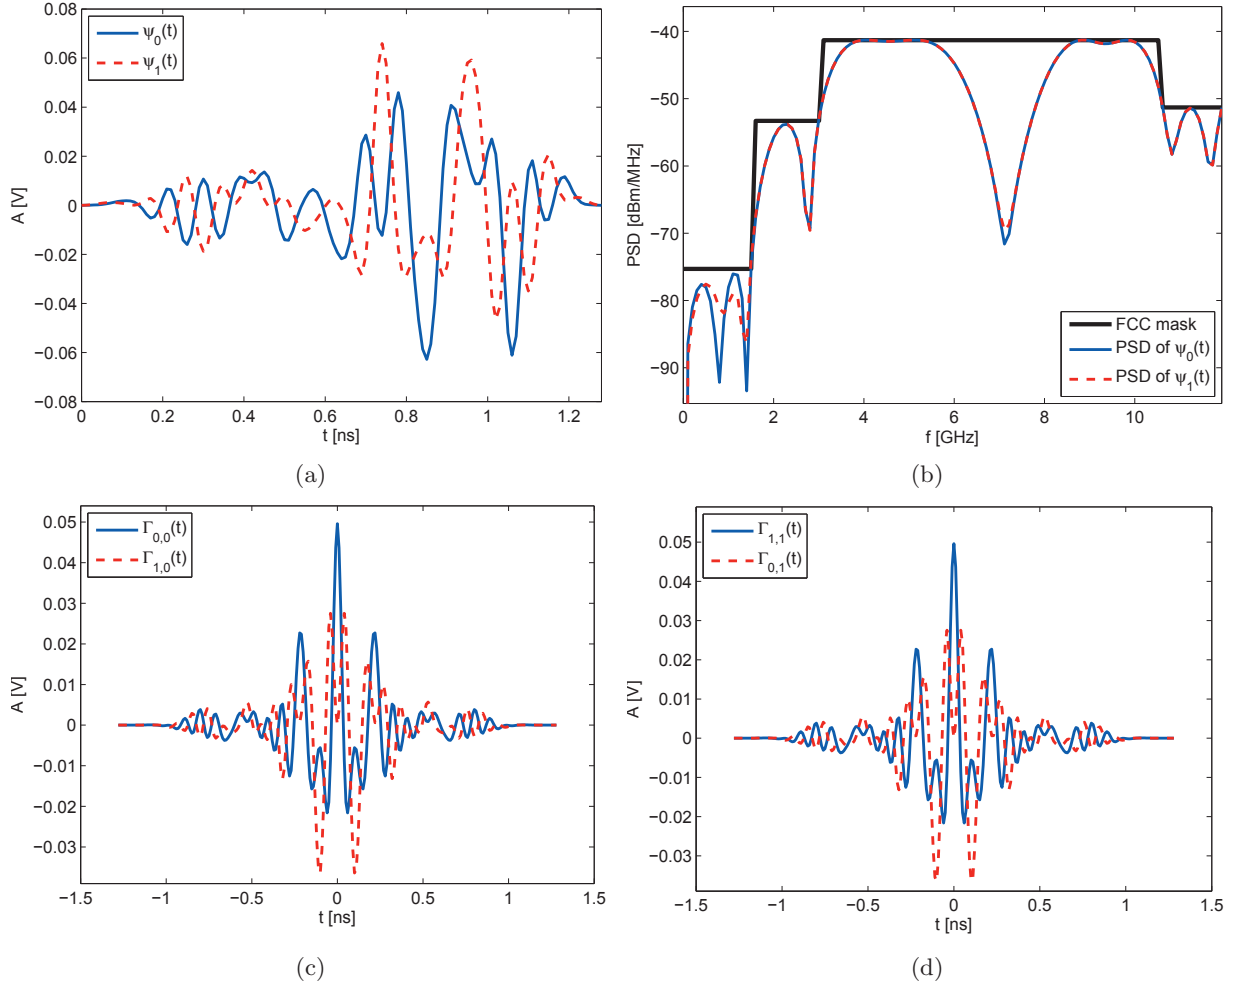 0.08
0.06
0.04
0.02
0
−0.02
−0.04
−0.06
−0.08
A [V]
ψ0(t)
ψ1(t)
0 0.2 0.4 0.6 0.8 1 1.2
t [ns]
(a)
−40
−50
−60
−70
−80
−90
PSD [dBm/MHz]
FCC mask
PSD of ψ0(t)
PSD of ψ1(t)
0 2 4 6 8 10
f [GHz]
(b)
0.05
0.04
0.03
0.02
0.01
0
−0.01
−0.02
−0.03
A [V]
Γ0,0(t)
Γ1,0(t)
−1.5 −1 −0.5 0 0.5 1 1.5
t [ns]
(c)
0.05
0.04
0.03
0.02
0.01
0
−0.01
−0.02
−0.03
A [V]
Γ1,1(t)
Γ0,1(t)
−1.5 −1 −0.5 0 0.5 1 1.5
t [ns]
(d)